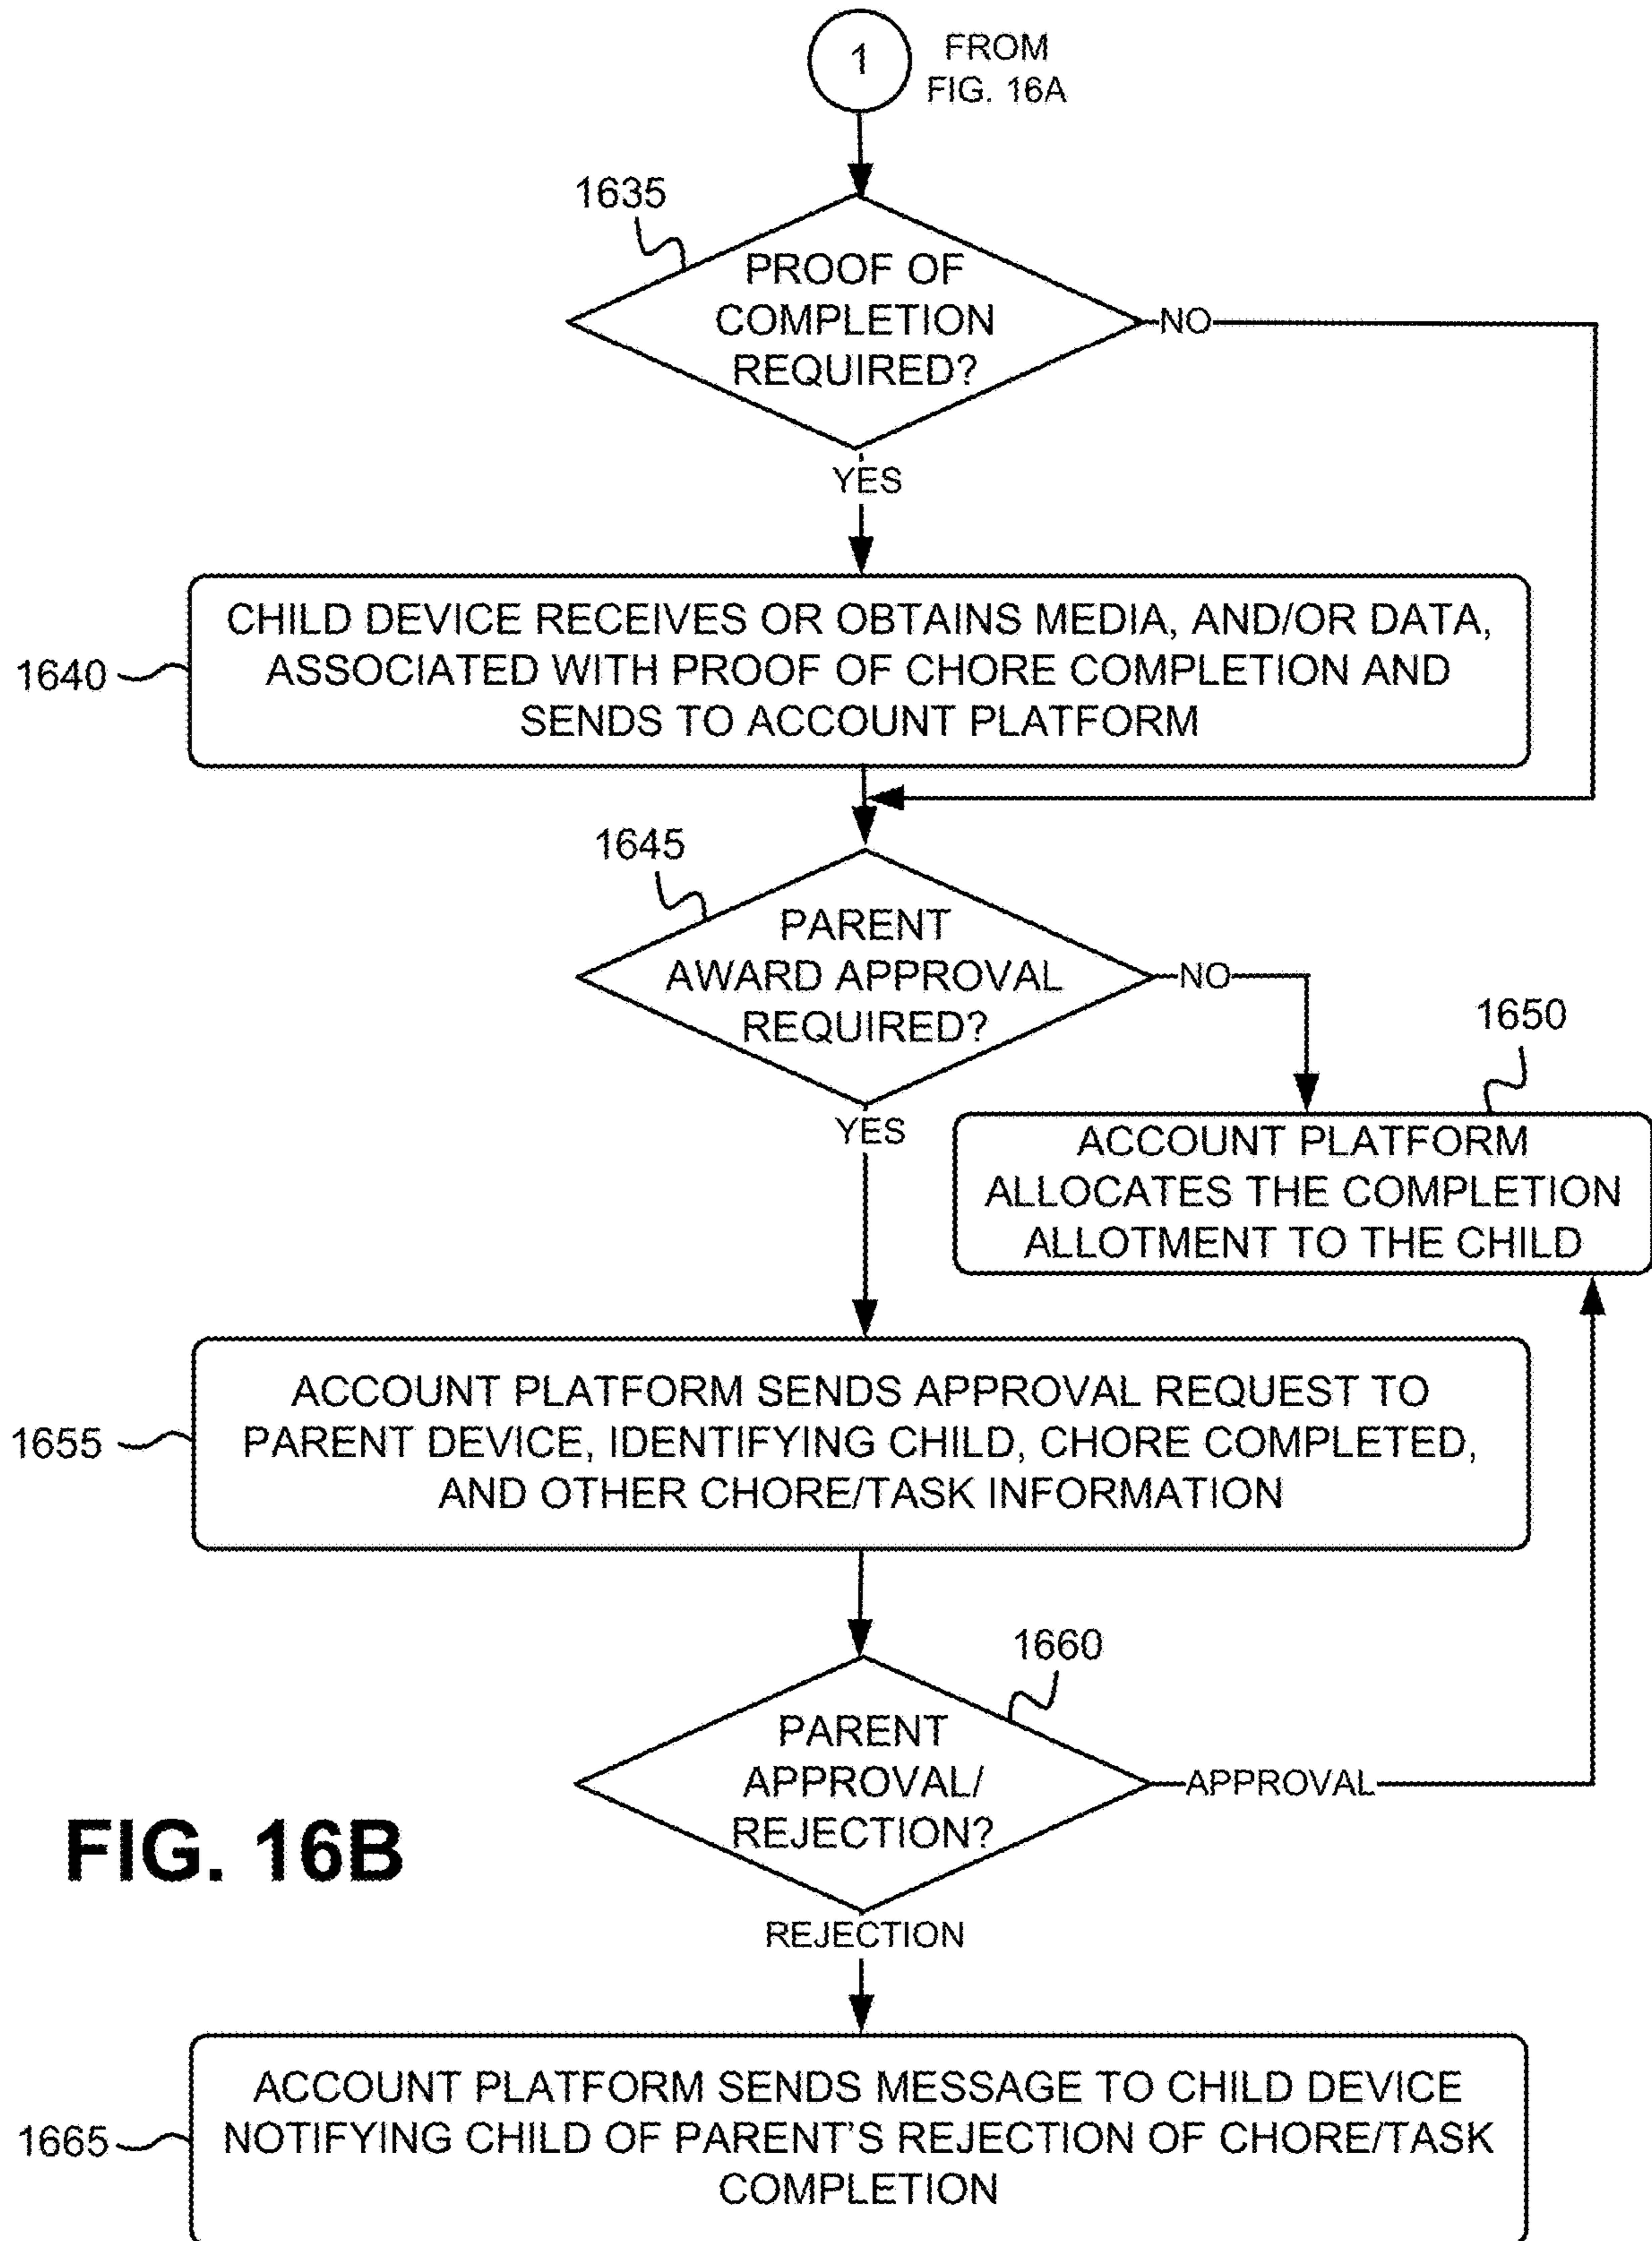 1
FROM
FIG. 16A
1635
PROOF OF
COMPLETION
REQUIRED?
NO
YES
1640
CHILD DEVICE RECEIVES OR OBTAINS MEDIA, AND/OR DATA,
ASSOCIATED WITH PROOF OF CHORE COMPLETION AND
SENDS TO ACCOUNT PLATFORM
1645
PARENT
AWARD APPROVAL
REQUIRED?
NO
YES
1650
ACCOUNT PLATFORM
ALLOCATES THE COMPLETION
ALLOTMENT TO THE CHILD
1655
ACCOUNT PLATFORM SENDS APPROVAL REQUEST TO
PARENT DEVICE, IDENTIFYING CHILD, CHORE COMPLETED,
AND OTHER CHORE/TASK INFORMATION
1660
PARENT
APPROVAL/
REJECTION?
APPROVAL
REJECTION
FIG. 16B
1665
ACCOUNT PLATFORM SENDS MESSAGE TO CHILD DEVICE
NOTIFYING CHILD OF PARENT'S REJECTION OF CHORE/TASK
COMPLETION